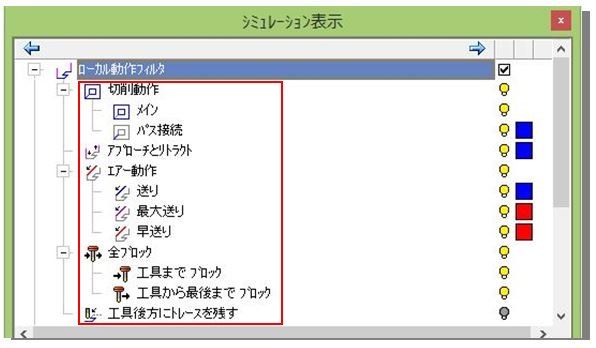 シミュレーション表示
x
ローカル動作フィルタ
切削動作
メイン
パス接続
アプローチとリトラクト
エアー動作
送り
最大送り
早送り
全ブロック
工具まで ブロック
工具から最後まで ブロック
工具後方にトレースを残す